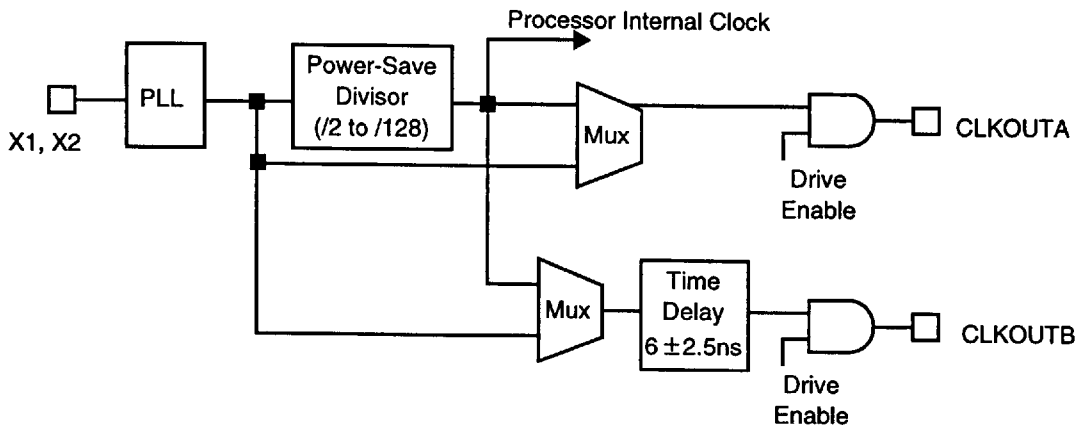 Processor Internal Clock
PLL
Power-Save
Divisor
(/2 to /128)
X1, X2
Mux
Drive
Enable
CLKOUTA
Mux
Time
Delay
6 ±2.5ns
Drive
Enable
CLKOUTB